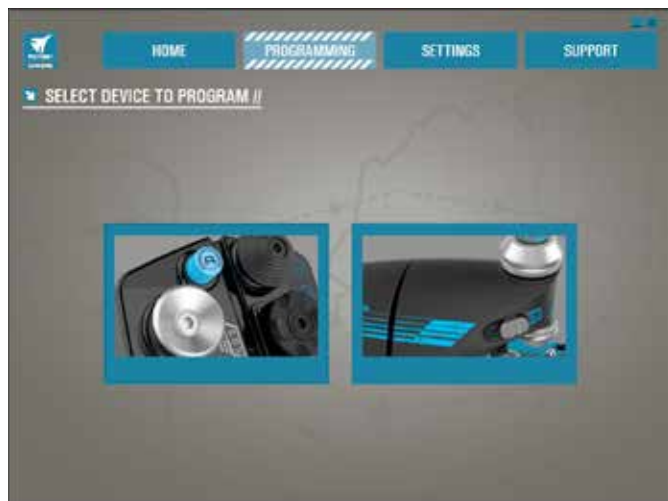 HOME
PROGRAMMING
SETTINGS
SUPPORT
SELECT DEVICE TO PROGRAM //